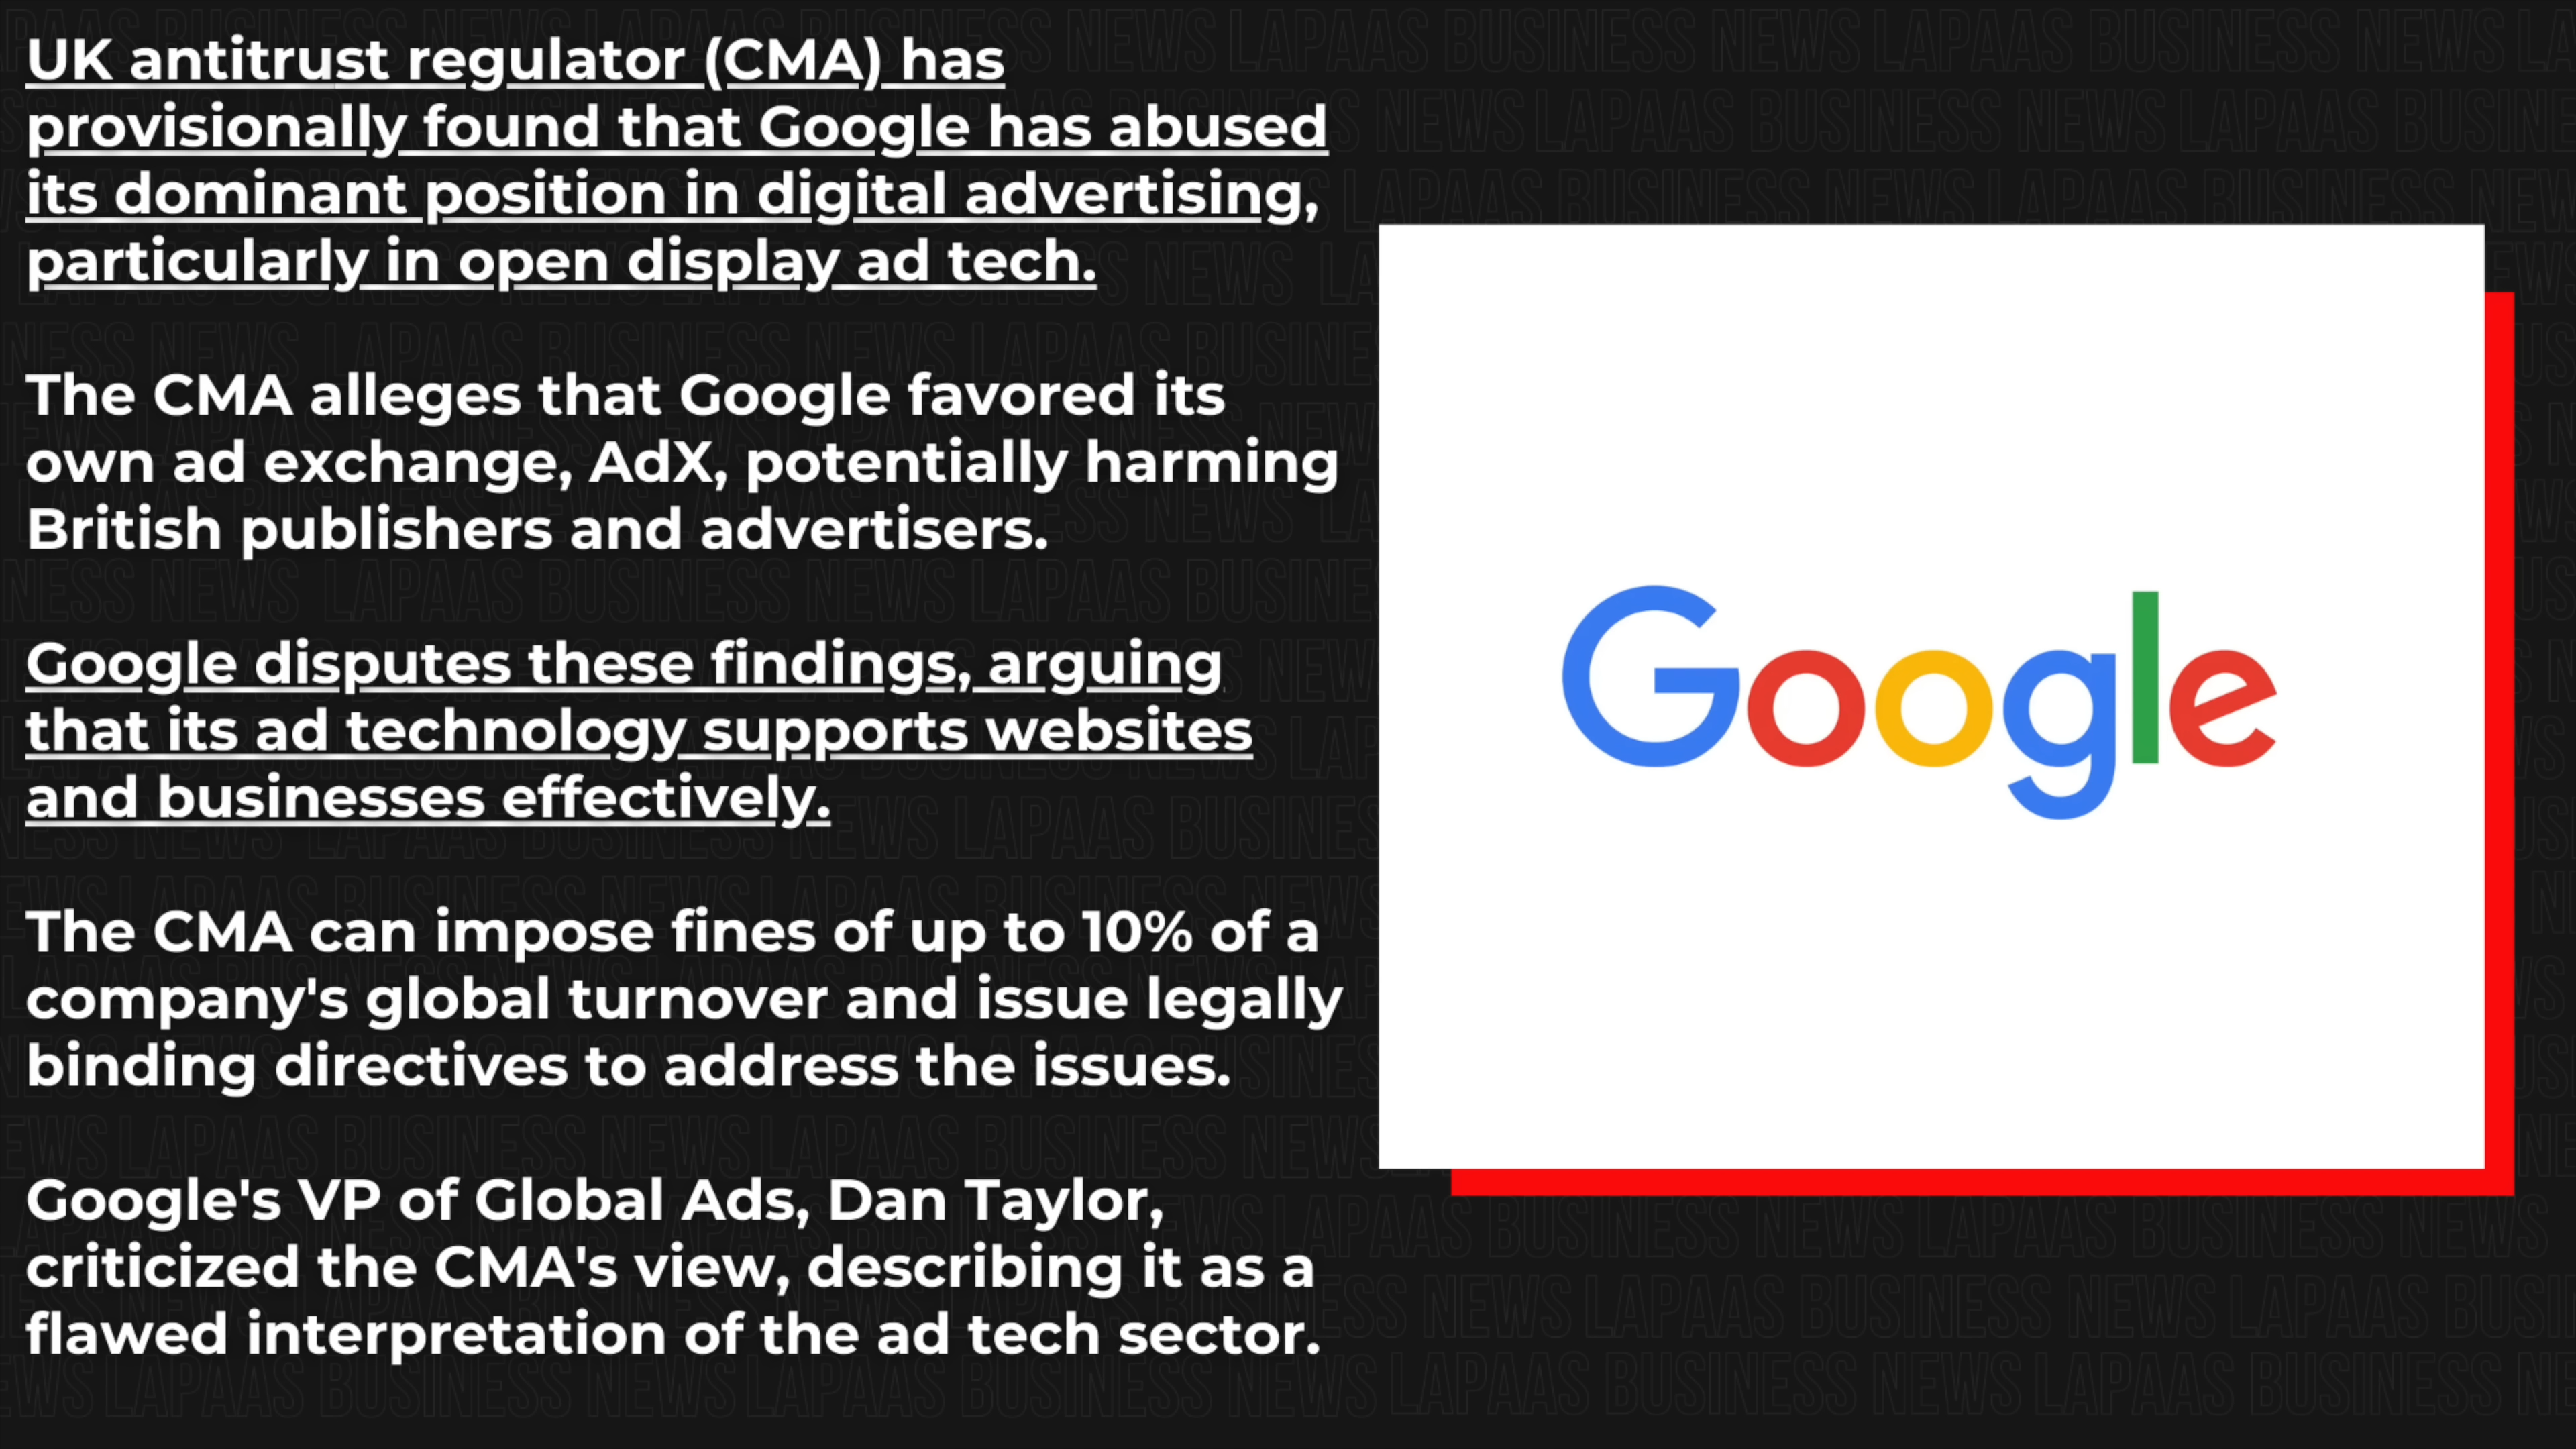 UK antitrust regulator (CMA) has
provisionally found that Google has abused
its dominant position in digital advertising,
particularly in open display ad tech.
The CMA alleges that Google favored its
own ad exchange, AdX, potentially harming
British publishers and advertisers.
Google disputes these findings, arguing
that its ad technology supports websites
and businesses effectively.
The CMA can impose fines of up to 10% of a
company's global turnover and issue legally
binding directives to address the issues.
Google's VP of Global Ads, Dan Taylor,
criticized the CMA's view, describing it as a
flawed interpretation of the ad tech sector.
Google